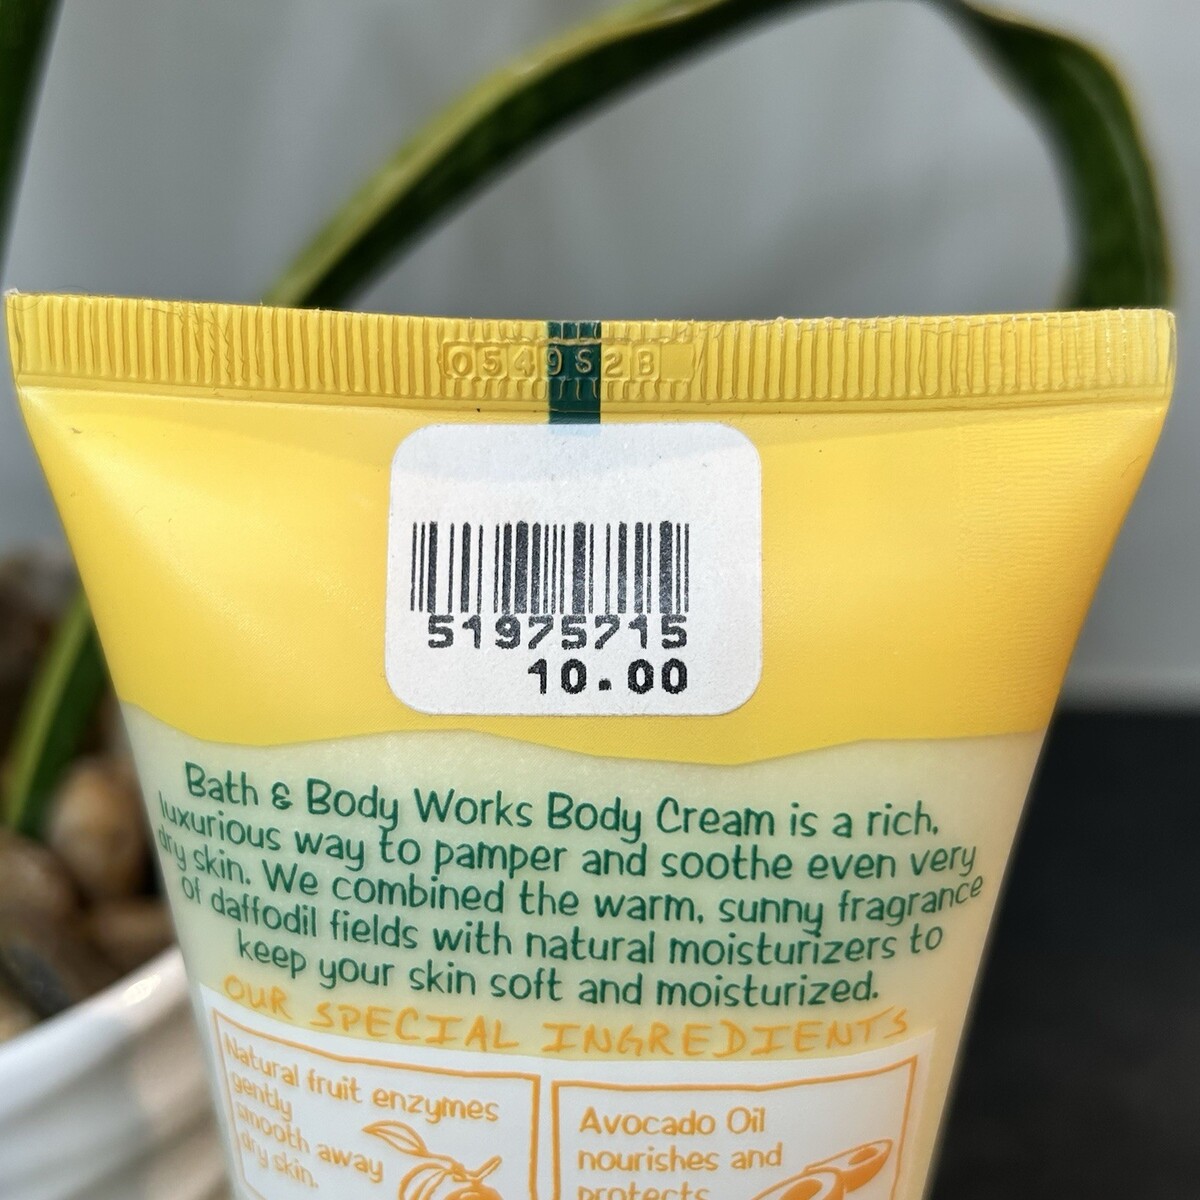 0549S2B
51975715
10.00
Bath & Body Works Body Cream is a rich,
luxurious way to pamper and soothe even very
dry skin. We combined the warm, sunny fragrance
of daffodil fields with natural moisturizers to
keep your skin soft and moisturized.
OUR SPECIAL INGREDIENTS
Natural fruit enzymes
gently
smooth away
dry skin.
Avocado Oil
nourishes and
protects